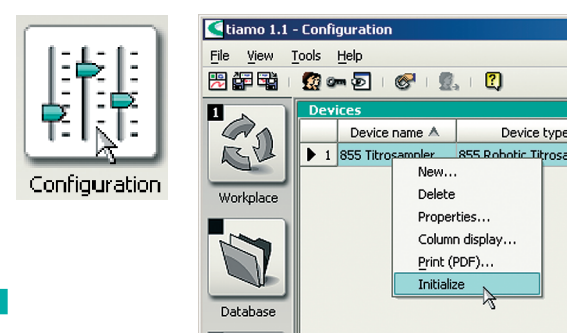 Configuration
tiamo 1.1 - Configuration
File View Tools Help
1
Workplace
Database
Devices
Device name Device type
1 855 Titrosampler 855 Robotic Titrosa
New...
Delete
Properties...
Column display...
Print (PDF)...
Initialize